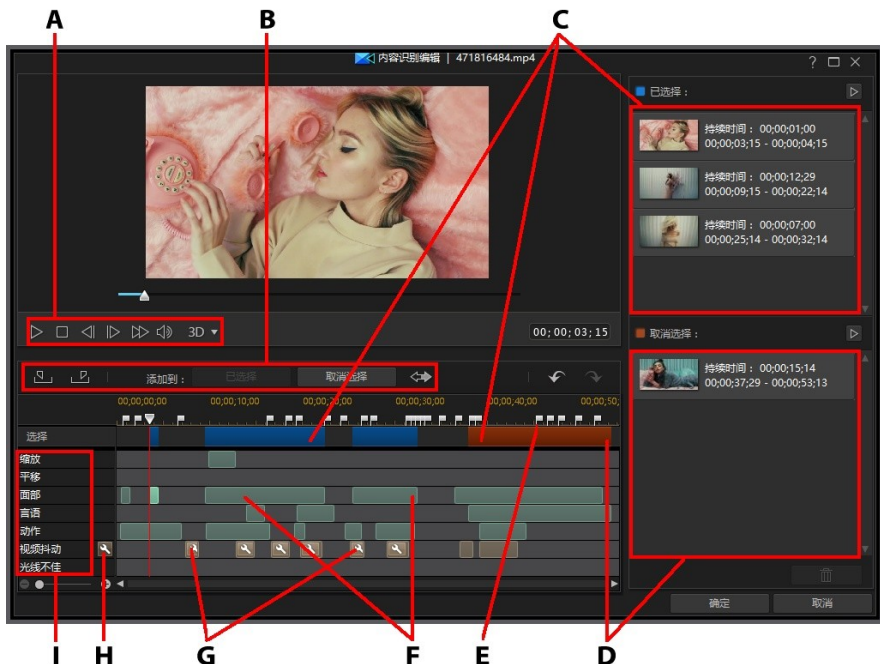 A B C
内容识别编辑 | 471816484.mp4
?
已选择：
持续时间： 00;00;01;00
00;00;03;15 - 00;00;04;15
持续时间： 00;00;12;29
00;00;09;15 - 00;00;22;14
持续时间： 00;00;07;00
00;00;25;14 - 00;00;32;14
3D
00; 00; 03; 15
取消选择：
持续时间： 00;00;15;14
00;00;37;29 - 00;00;53;13
添加到： 已选择 取消选择
00;00;00;00 00;00;10;00 00;00;20;00 00;00;30;00 00;00;40;00 00;00;50;
选择
缩放
平移
面部
言语
动作
视频抖动
光线不佳
确定 取消
I H G F E D